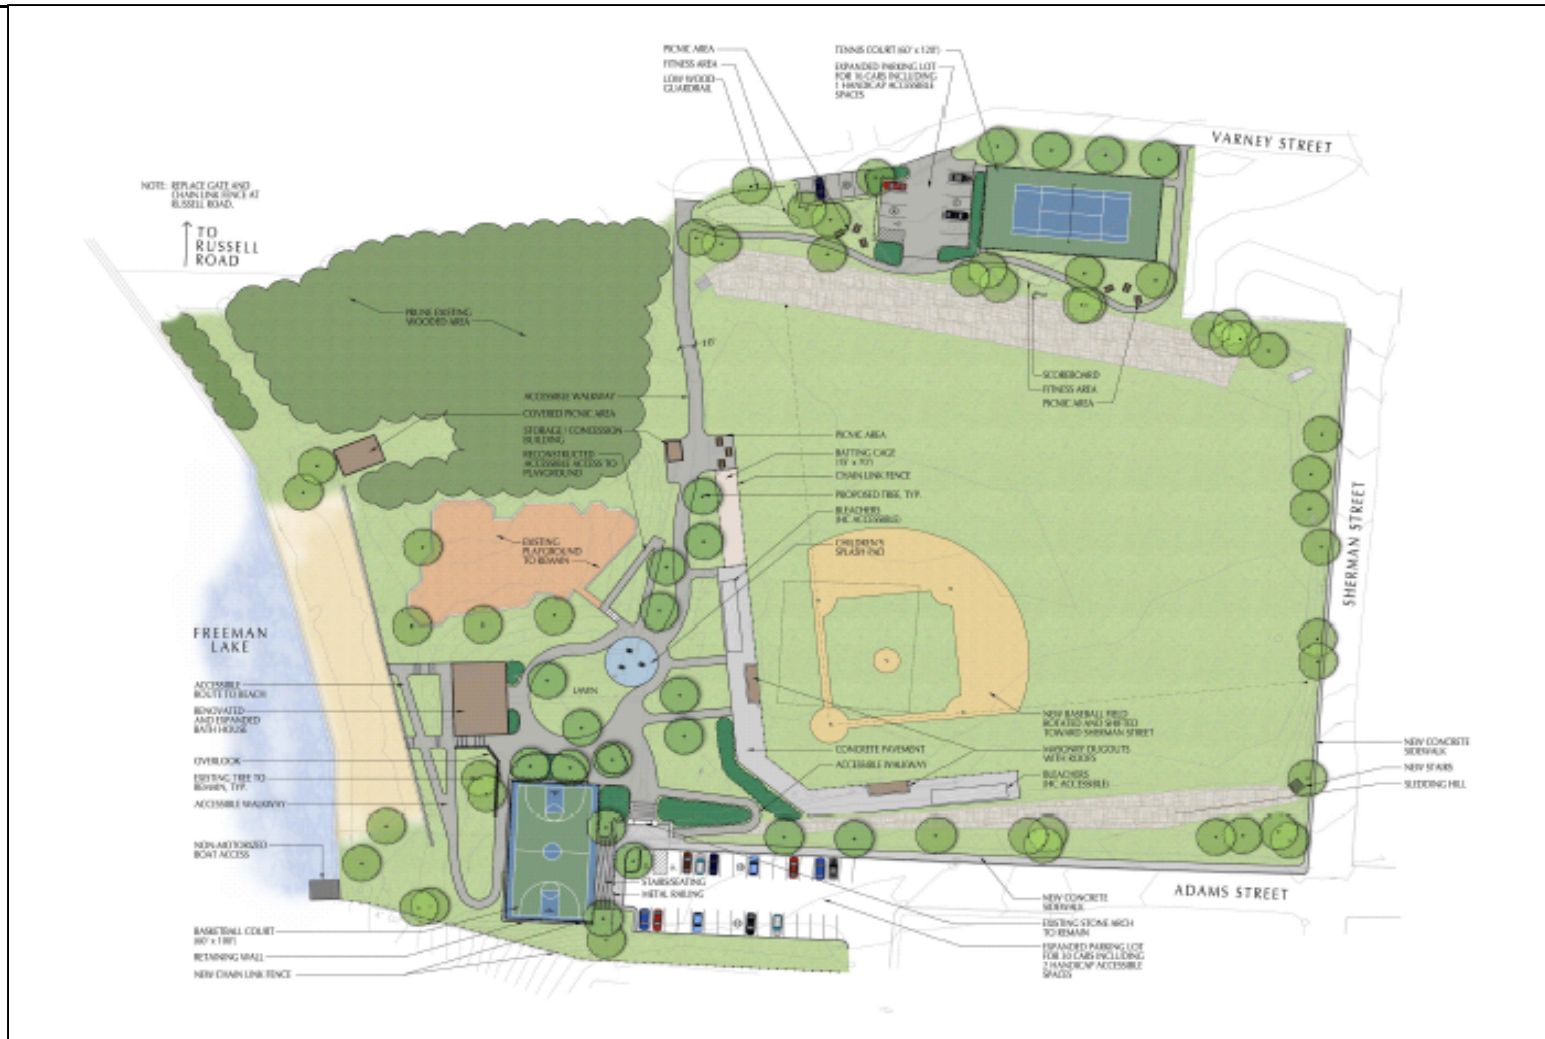 PICNIC AREA
FITNESS AREA
LOW WOOD
GUARDRAIL
TENNIS COURT (60' x 120')
EXPANDED PARKING LOT
FOR 16 CARS INCLUDING
1 HANDICAP ACCESSIBLE
SPACES
VARNEY STREET
NOTE: REPLACE GATE AND
CHAIN LINK FENCE AT
RUSSELL ROAD.
TO
RUSSELL
ROAD
PRUNE EXISTING
WOODED AREA
16'
ACCESSIBLE WALKWAY
COVERED PICNIC AREA
STORAGE / CONCESSION
BUILDING
RECONSTRUCTED
ACCESSIBLE ACCESS TO
PLAYGROUND
SCOREBOARD
FITNESS AREA
PICNIC AREA
PICNIC AREA
BATTING CAGE
(15' x 70')
CHAIN LINK FENCE
PROPOSED TREE, TYP.
BLEACHERS
(HC ACCESSIBLE)
CHILDREN'S
SPLASH PAD
EXISTING
PLAYGROUND
TO REMAIN
SHERMAN STREET
FREEMAN
LAKE
LAWN
ACCESSIBLE
ROUTE TO BEACH
RENOVATED
AND EXPANDED
BATH HOUSE
OVERLOOK
EXISTING TREE TO
REMAIN, TYP.
ACCESSIBLE WALKWAY
NON-MOTORIZED
BOAT ACCESS
BASKETBALL COURT
(60' x 100')
RETAINING WALL
NEW CHAIN LINK FENCE
CONCRETE PAVEMENT
ACCESSIBLE WALKWAY
NEW BASEBALL FIELD
ROTATED AND SHIFTED
TOWARD SHERMAN STREET
MASONRY DUGOUTS
WITH ROOFS
BLEACHERS
(HC ACCESSIBLE)
NEW CONCRETE
SIDEWALK
NEW STAIRS
SLEDDING HILL
STAIRS/SEATING
METAL RAILING
ADAMS STREET
NEW CONCRETE
SIDEWALK
EXISTING STONE ARCH
TO REMAIN
EXPANDED PARKING LOT
FOR 30 CARS INCLUDING
2 HANDICAP ACCESSIBLE
SPACES